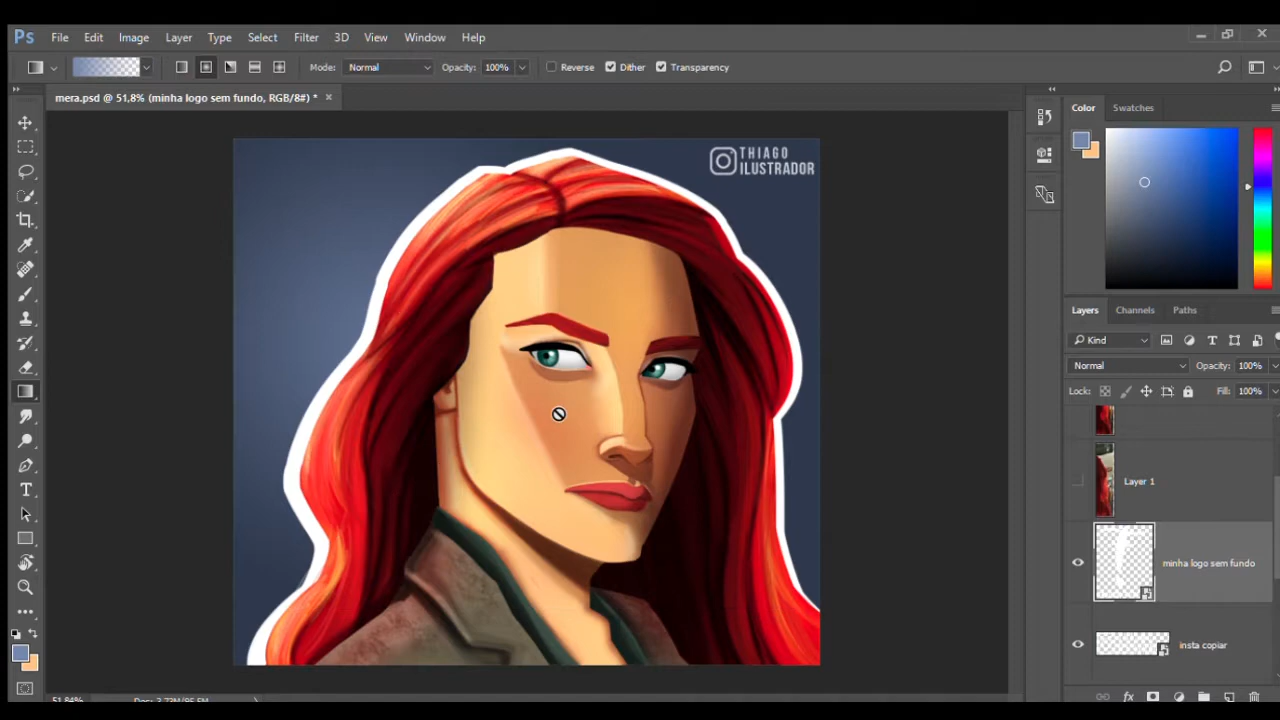 Ps File Edit Image Layer Type Select Filter 3D View Window Help
Mode: Normal Opacity: 100% Reverse Dither Transparency
mera.psd @ 51,8% (minha logo sem fundo, RGB/8#) * ×
Color Swatches
THIAGO
ILUSTRADOR
Layers Channels Paths
Kind
Normal Opacity: 100%
Lock: Fill: 100%
Layer 1
minha logo sem fundo
insta copiar
fx